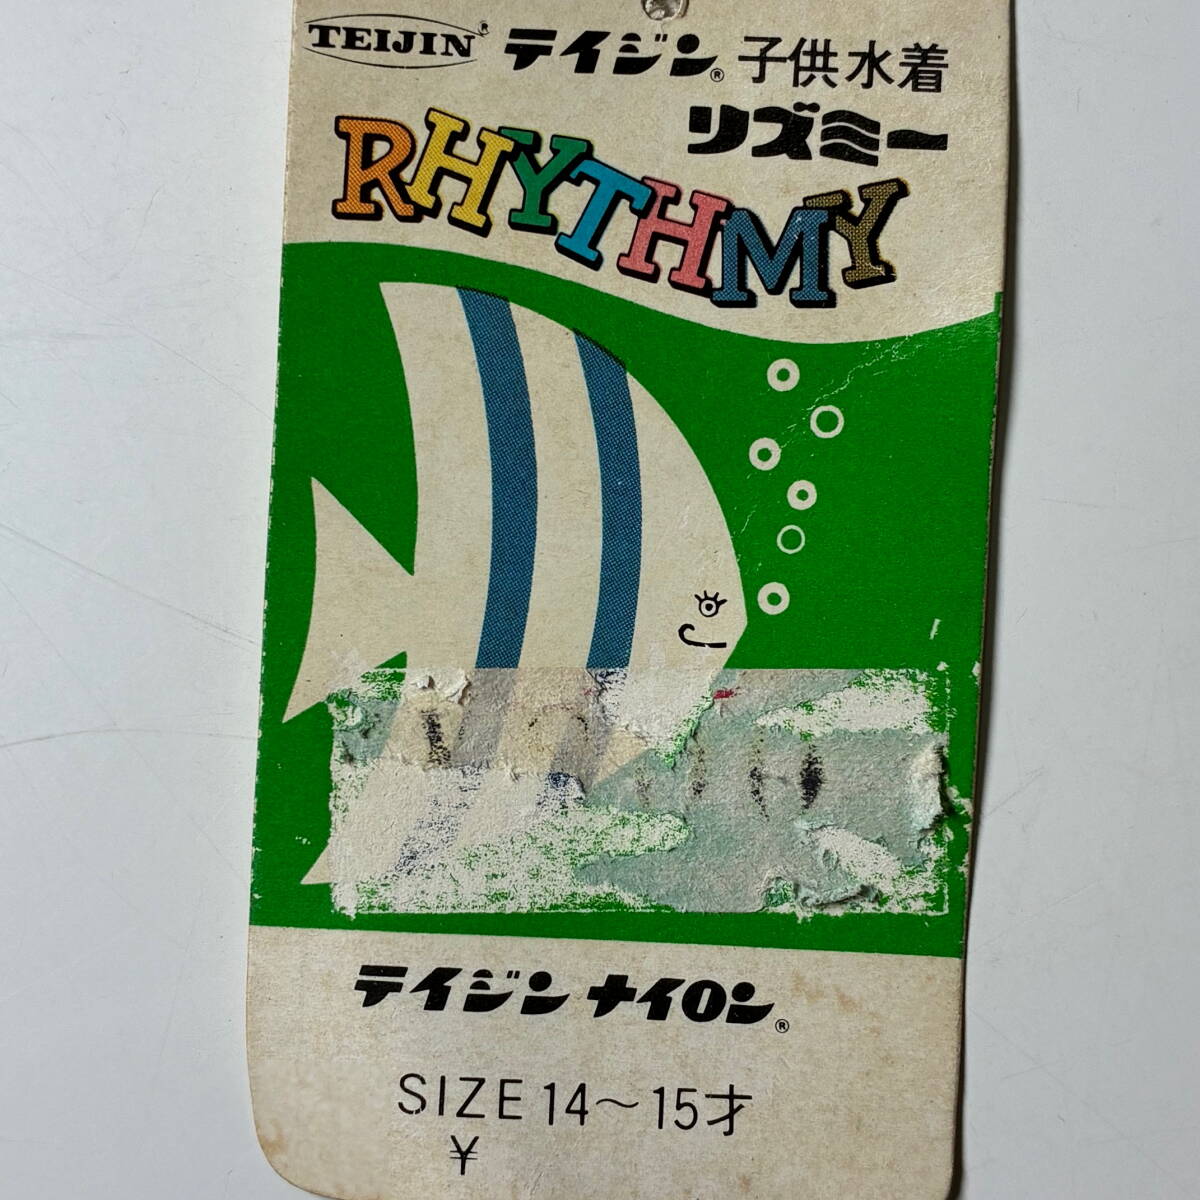 TEIJIN® テイジン® 子供水着
リズミー
RHYTHMY
テイジン ナイロン®
SIZE 14～15才
¥